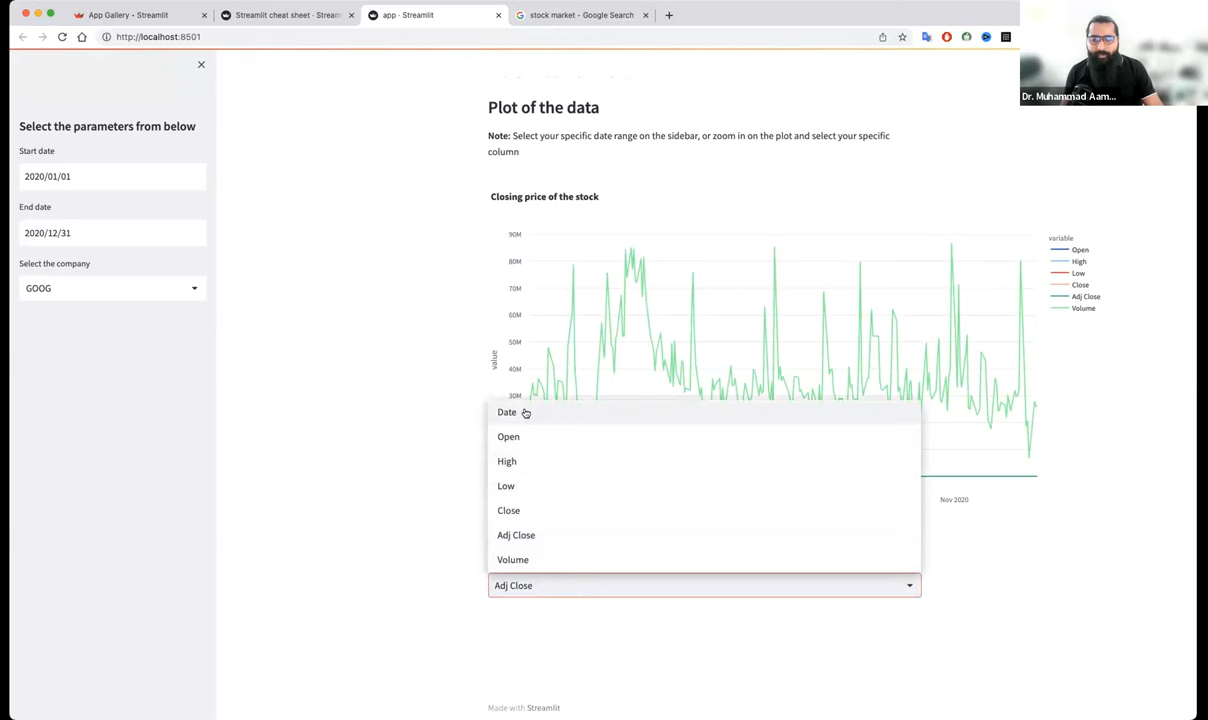 App Gallery · Streamlit
Streamlit cheat sheet · Stream
app · Streamlit
stock market - Google Search
http://localhost:8501
Dr. Muhammad Aam...
Select the parameters from below
Start date
2020/01/01
End date
2020/12/31
Select the company
GOOG
Plot of the data
Note: Select your specific date range on the sidebar, or zoom in on the plot and select your specific
column
Closing price of the stock
90M
80M
70M
60M
50M
40M
30M
value
variable
Open
High
Low
Close
Adj Close
Volume
Nov 2020
Date
Open
High
Low
Close
Adj Close
Volume
Adj Close
Made with Streamlit